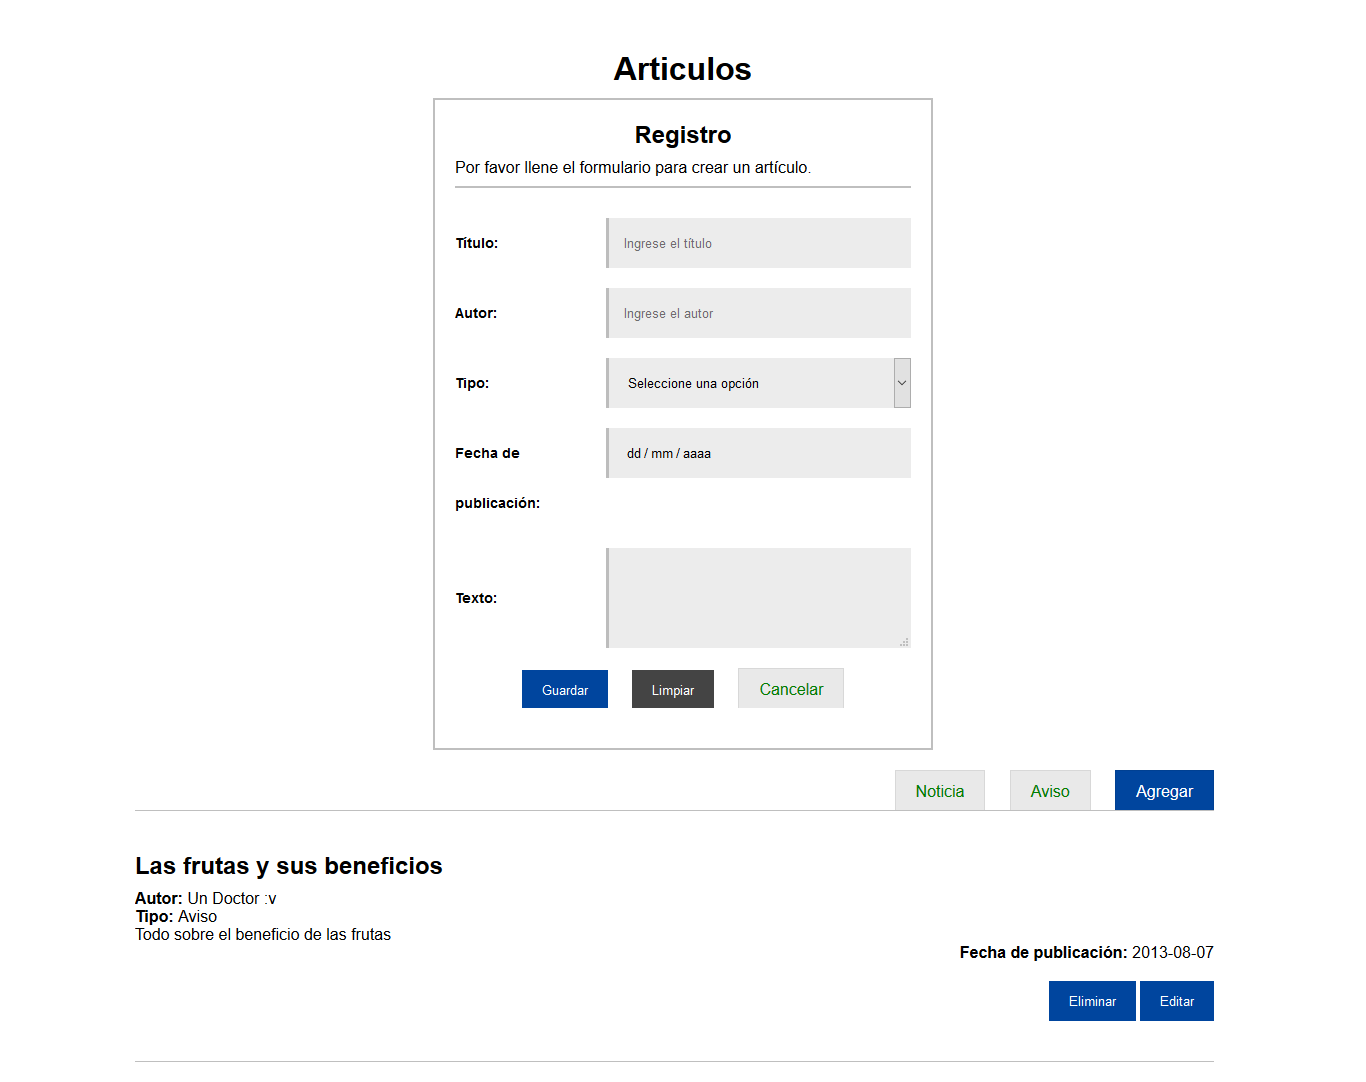 Articulos
Registro
Por favor llene el formulario para crear un artículo.
Título:
Ingrese el título
Autor:
Ingrese el autor
Tipo:
Seleccione una opción
Fecha de
publicación:
dd / mm / aaaa
Texto:
Guardar Limpiar Cancelar
Noticia Aviso Agregar
Las frutas y sus beneficios
Autor: Un Doctor :v
Tipo: Aviso
Todo sobre el beneficio de las frutas
Fecha de publicación: 2013-08-07
Eliminar Editar